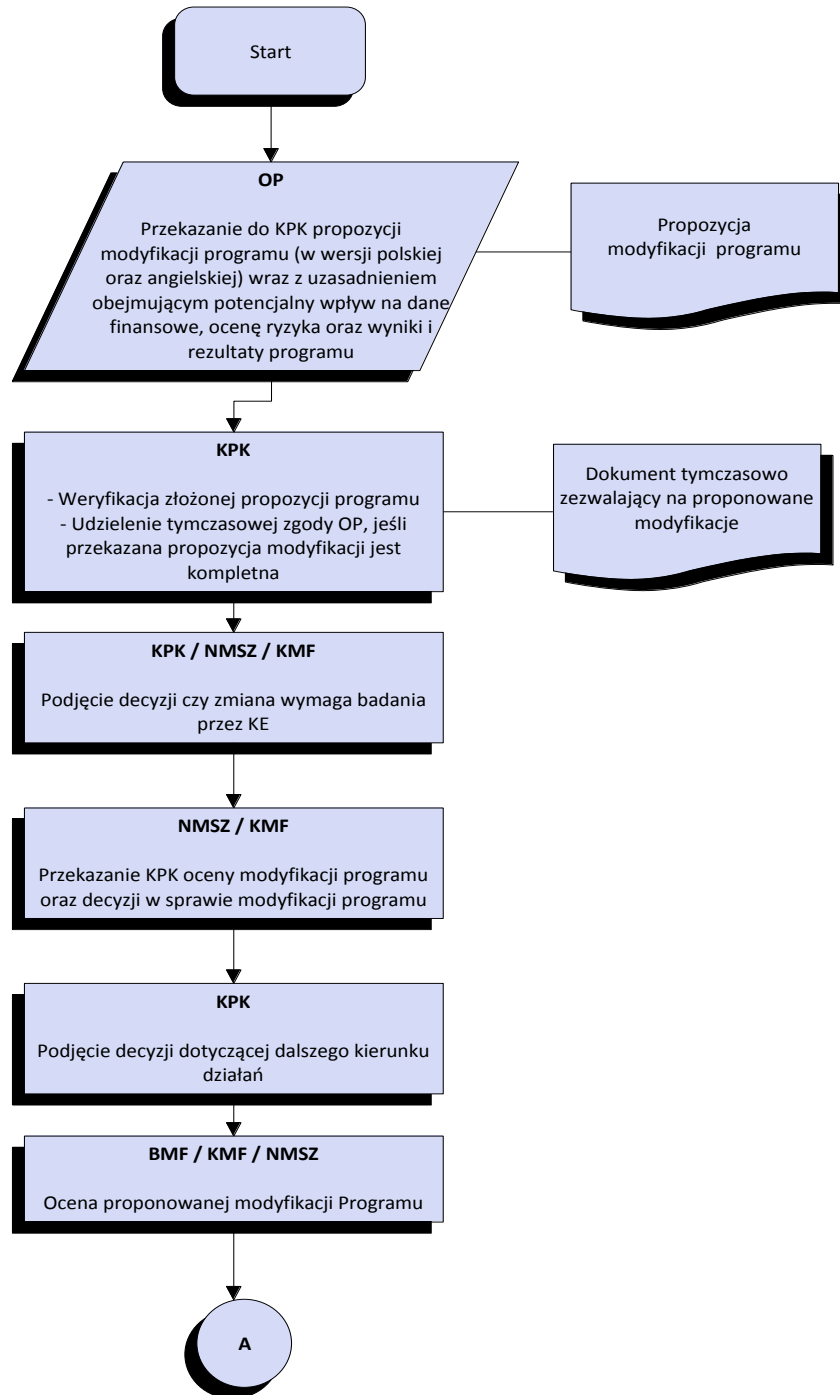 Start
OP
Przekazanie do KPK propozycji
modyfikacji programu (w wersji polskiej
oraz angielskiej) wraz z uzasadnieniem
obejmującym potencjalny wpływ na dane
finansowe, ocenę ryzyka oraz wyniki i
rezultaty programu
Propozycja
modyfikacji programu
KPK
- Weryfikacja złożonej propozycji programu
- Udzielenie tymczasowej zgody OP, jeśli
przekazana propozycja modyfikacji jest
kompletna
Dokument tymczasowo
zezwalający na proponowane
modyfikacje
KPK / NMSZ / KMF
Podjęcie decyzji czy zmiana wymaga badania
przez KE
NMSZ / KMF
Przekazanie KPK oceny modyfikacji programu
oraz decyzji w sprawie modyfikacji programu
KPK
Podjęcie decyzji dotyczącej dalszego kierunku
działań
BMF / KMF / NMSZ
Ocena proponowanej modyfikacji Programu
A